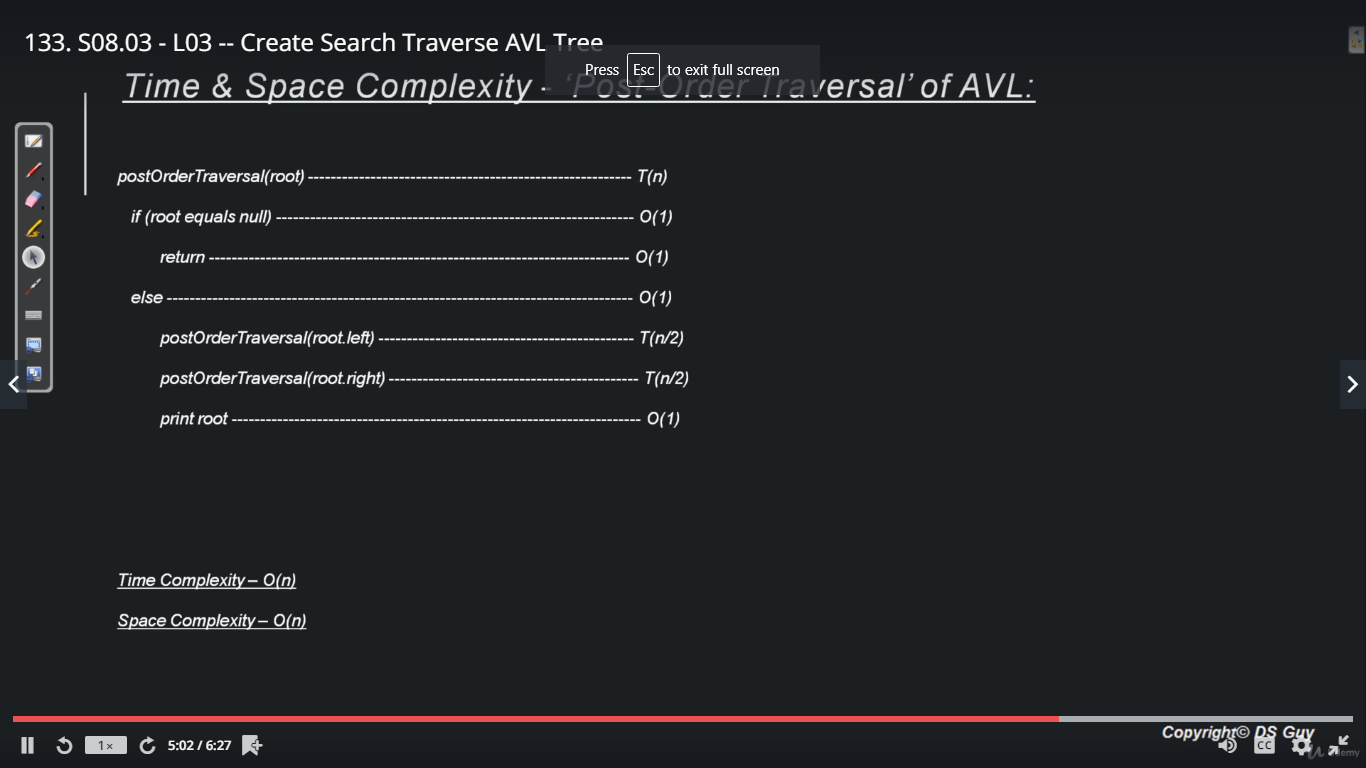 133. S08.03 - L03 -- Create Search Traverse AVL Tree
Press Esc to exit full screen
Time & Space Complexity - ‘Post-Order Traversal’ of AVL:
postOrderTraversal(root) --------------------------------------------------------- T(n)
if (root equals null) --------------------------------------------------------------- O(1)
return -------------------------------------------------------------------------- O(1)
else ---------------------------------------------------------------------------------- O(1)
postOrderTraversal(root.left) --------------------------------------------- T(n/2)
postOrderTraversal(root.right) -------------------------------------------- T(n/2)
print root ------------------------------------------------------------------------ O(1)
Time Complexity – O(n)
Space Complexity – O(n)
Copyright© DS Guy
1x
5:02 / 6:27
CC